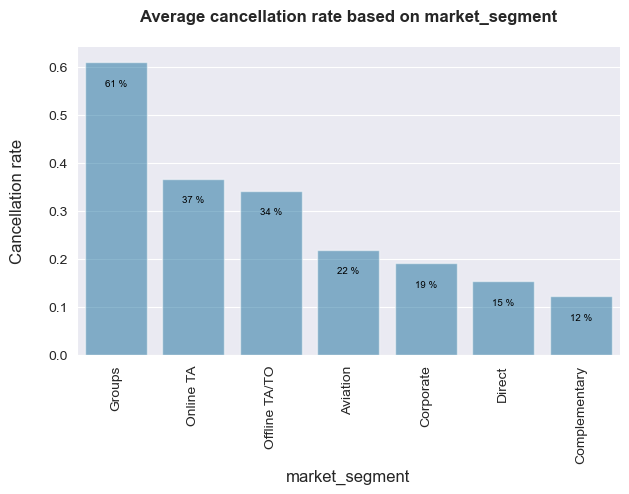 Average cancellation rate based on market_segment
Cancellation rate
0.6
0.5
0.4
0.3
0.2
0.1
0.0
61 %
37 %
34 %
22 %
19 %
15 %
12 %
Groups
Online TA
Offline TA/TO
Aviation
Corporate
Direct
Complementary
market_segment